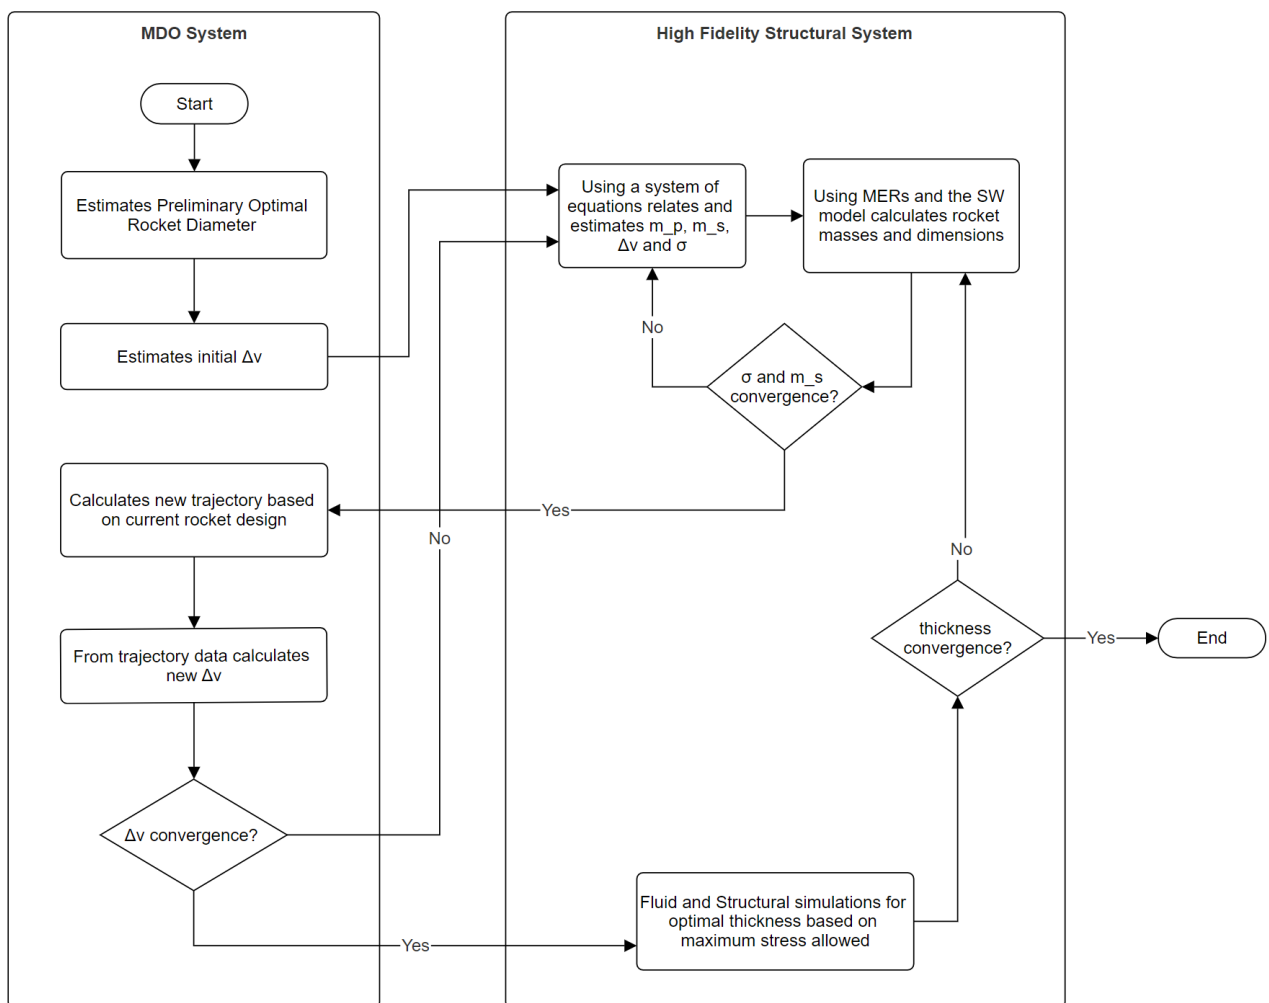 MDO System
High Fidelity Structural System
Start
Estimates Preliminary Optimal
Rocket Diameter
Estimates initial Δv
Using a system of
equations relates and
estimates m_p, m_s,
Δv and σ
Using MERs and the SW
model calculates rocket
masses and dimensions
No
σ and m_s
convergence?
Yes
Calculates new trajectory based
on current rocket design
No
From trajectory data calculates
new Δv
Δv convergence?
Yes
Fluid and Structural simulations for
optimal thickness based on
maximum stress allowed
No
thickness
convergence?
Yes
End